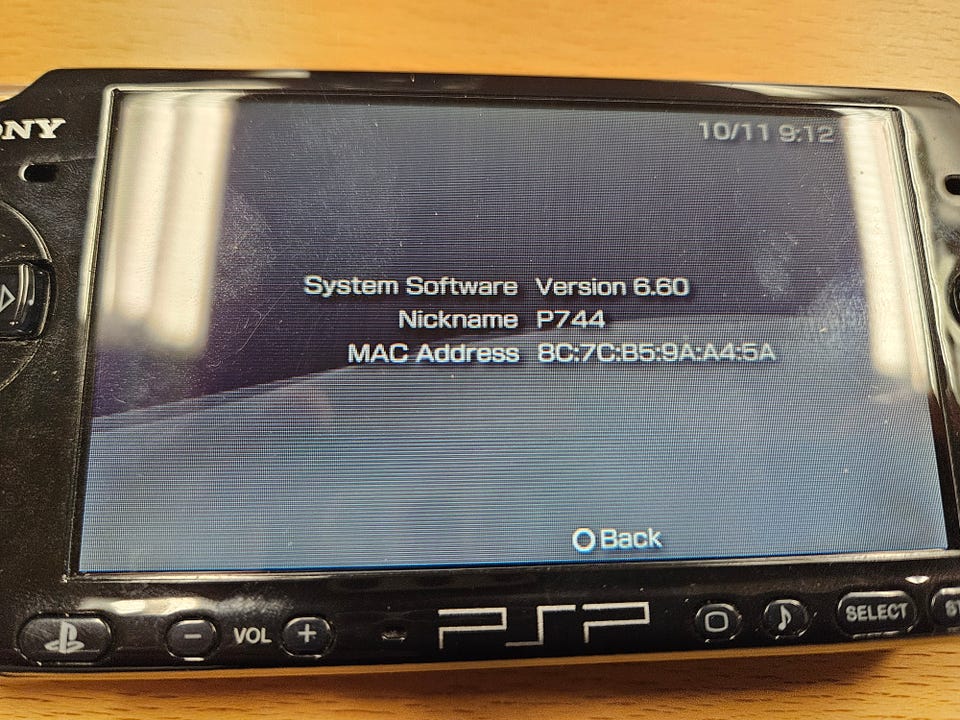 10/11 9:12
System Software Version 6.60
Nickname P744
MAC Address 8C:7C:B5:9A:A4:5A
Back
VOL
PSP
SELECT